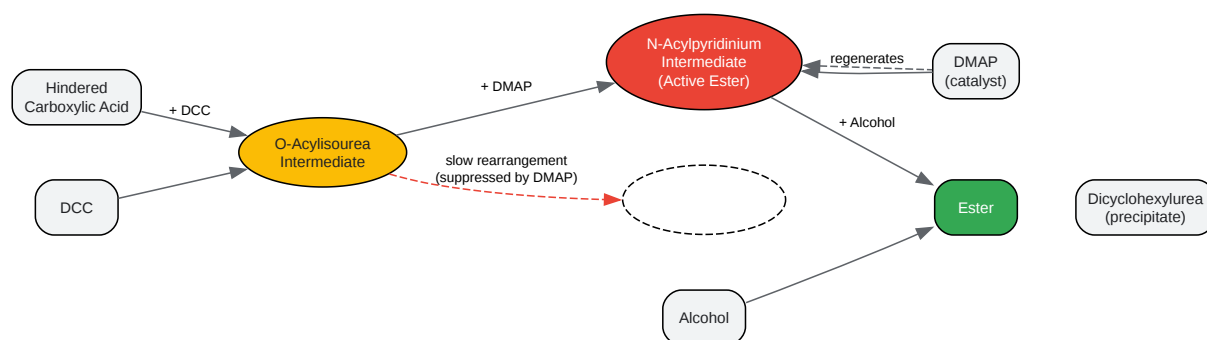 Hindered
Carboxylic Acid
+ DCC
DCC
O-Acylisourea
Intermediate
+ DMAP
slow rearrangement
(suppressed by DMAP)
N-Acylpyridinium
Intermediate
(Active Ester)
regenerates
DMAP
(catalyst)
+ Alcohol
Alcohol
Ester
Dicyclohexylurea
(precipitate)